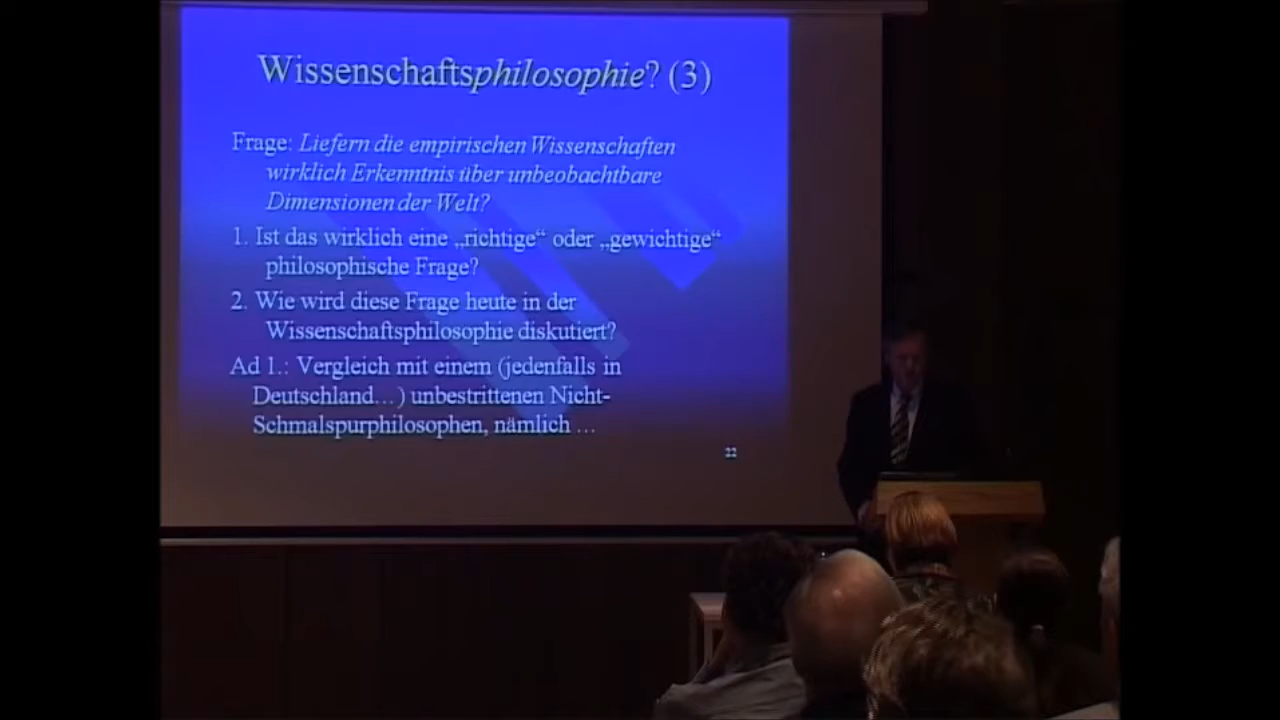 Wissenschaftsphilosophie? (3)
Frage: Liefern die empirischen Wissenschaften
wirklich Erkenntnis über unbeobachtbare
Dimensionen der Welt?
1. Ist das wirklich eine „richtige“ oder „gewichtige“
philosophische Frage?
2. Wie wird diese Frage heute in der
Wissenschaftsphilosophie diskutiert?
Ad 1.: Vergleich mit einem (jedenfalls in
Deutschland…) unbestrittenen Nicht-
Schmalspurphilosophen, nämlich …